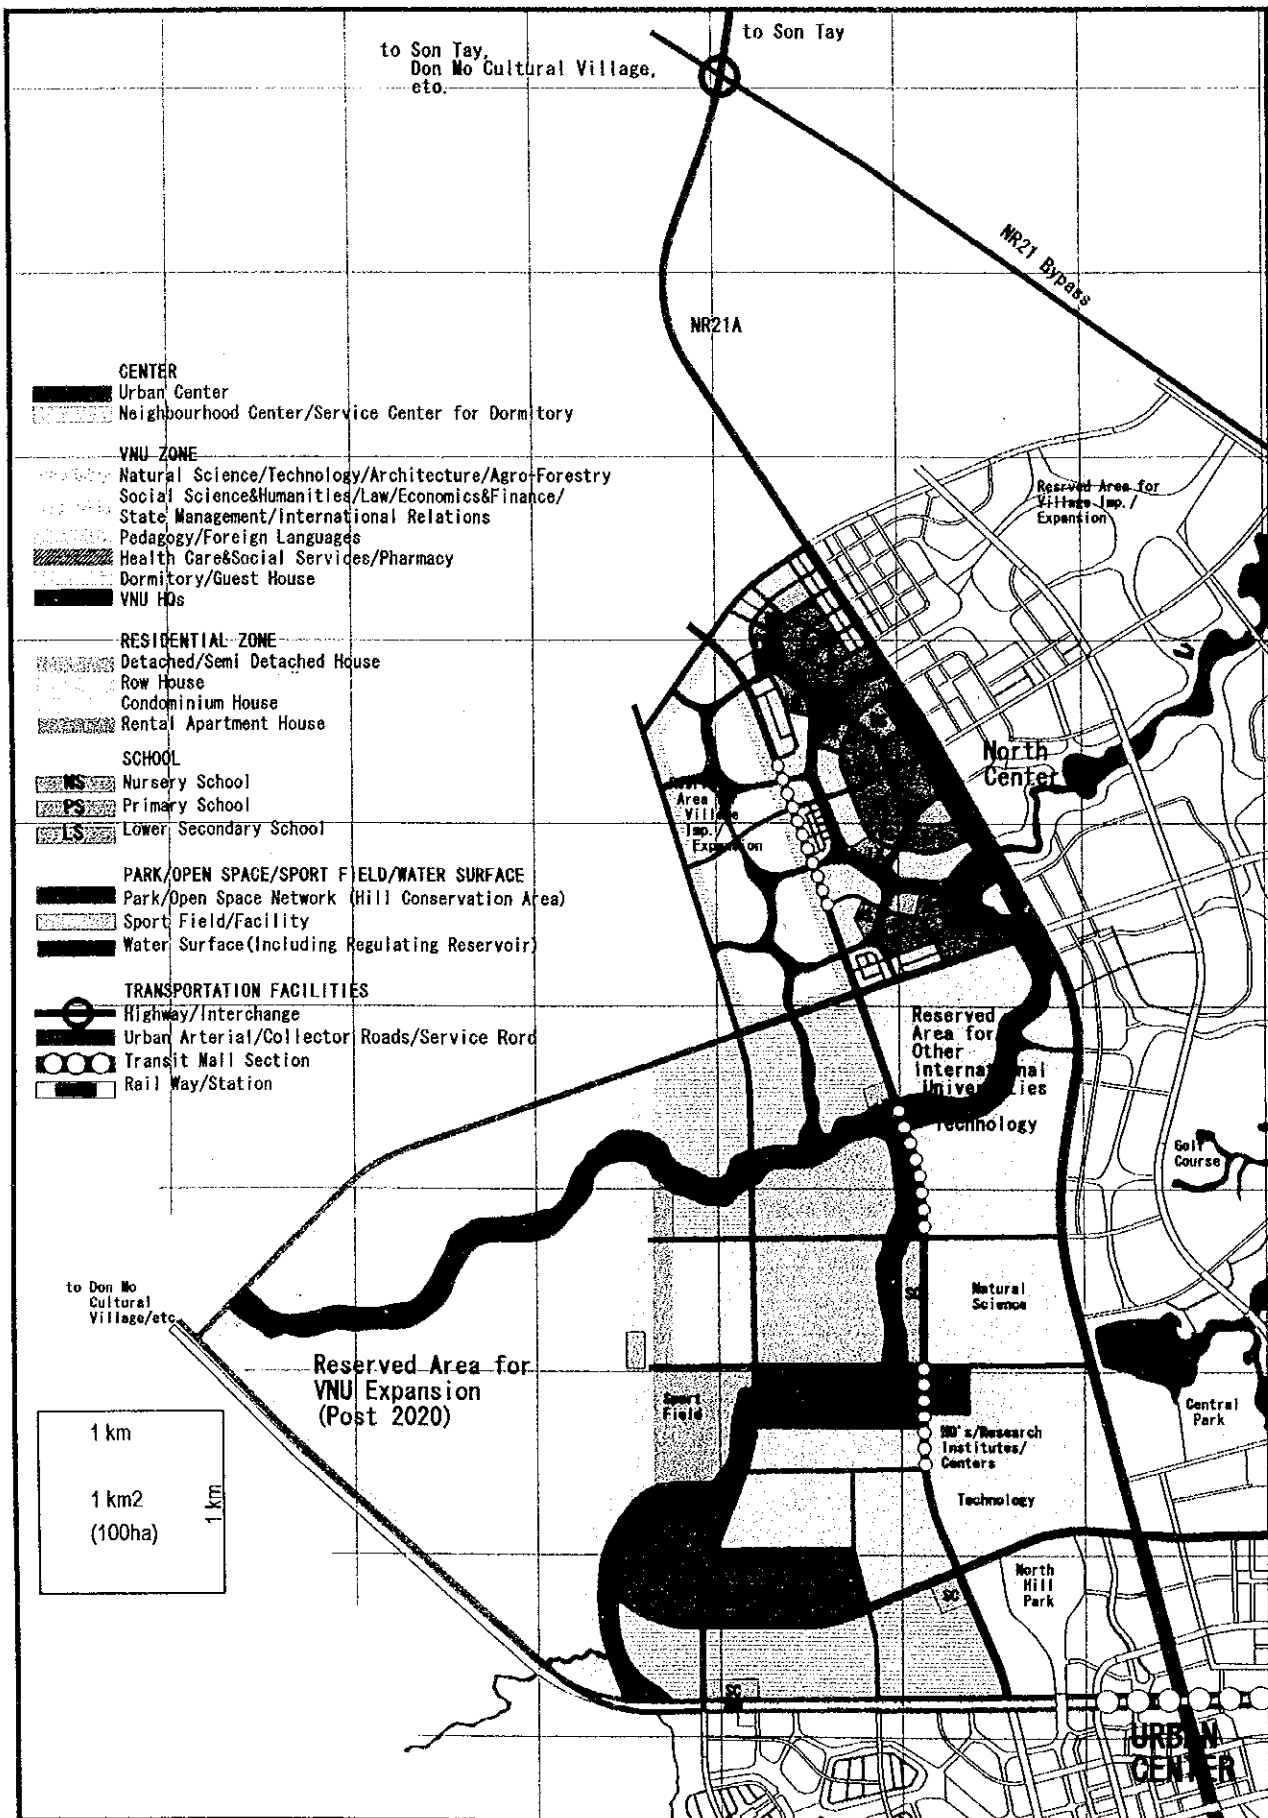 to Son Tay
to Son Tay,
Don Mo Cultural Village,
etc.
NR21 Bypass
NR21A
CENTER
Urban Center
Neighbourhood Center/Service Center for Dormitory
VNU ZONE
Natural Science/Technology/Architecture/Agro-Forestry
Social Science&Humanities/Law/Economics&Finance/
State Management/International Relations
Pedagogy/Foreign Languages
Health Care&Social Services/Pharmacy
Dormitory/Guest House
VNU HQs
RESIDENTIAL ZONE
Detached/Semi Detached House
Row House
Condominium House
Rental Apartment House
SCHOOL
NS Nursery School
PS Primary School
LS Lower Secondary School
PARK/OPEN SPACE/SPORT FIELD/WATER SURFACE
Park/Open Space Network (Hill Conservation Area)
Sport Field/Facility
Water Surface(Including Regulating Reservoir)
TRANSPORTATION FACILITIES
Highway/Interchange
Urban Arterial/Collector Roads/Service Rord
Transit Mall Section
Rail Way/Station
Resrved Area for
Village Imp./
Expansion
North
Center
Area
Village
Imp./
Expansion
Reserved
Area for
Other
International
Universities
Technology
Golf
Course
to Don Mo
Cultural
Village/etc
SC
Natural
Science
Reserved Area for
VNU Expansion
(Post 2020)
Sport
Field
Central
Park
HQ's/Research
Institutes/
Centers
Technology
1 km
1 km2
(100ha)
1 km
North
Hill
Park
SC
SC
URBAN
CENTER